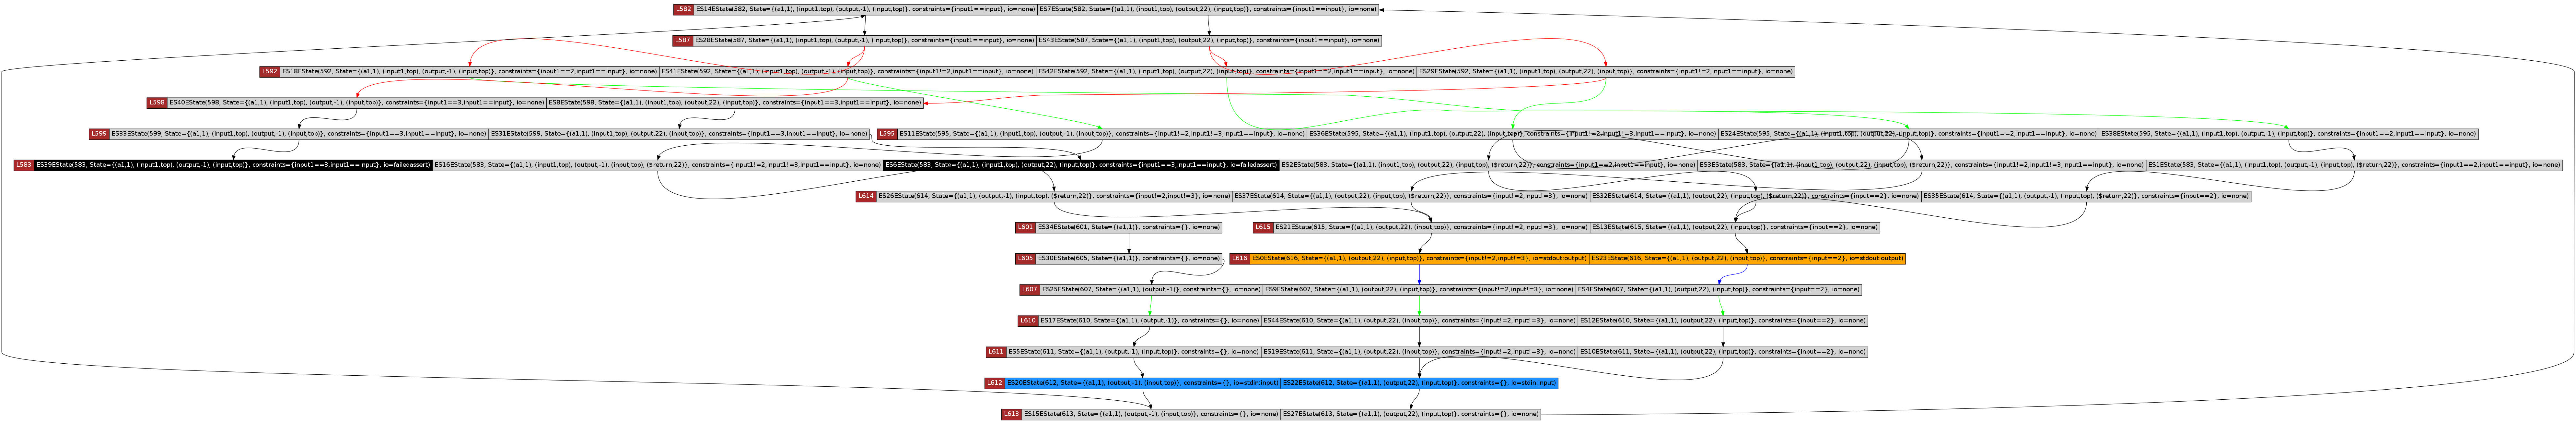 L582 ES14EState(582, State={(a1,1), (input1,top), (output,-1), (input,top)}, constraints={input1==input}, io=none) ES7EState(582, State={(a1,1), (input1,top), (output,22), (input,top)}, constraints={input1==input}, io=none)
L587 ES28EState(587, State={(a1,1), (input1,top), (output,-1), (input,top)}, constraints={input1==input}, io=none) ES43EState(587, State={(a1,1), (input1,top), (output,22), (input,top)}, constraints={input1==input}, io=none)
L592 ES18EState(592, State={(a1,1), (input1,top), (output,-1), (input,top)}, constraints={input1==2,input1==input}, io=none) ES41EState(592, State={(a1,1), (input1,top), (output,-1), (input,top)}, constraints={input1!=2,input1==input}, io=none) ES42EState(592, State={(a1,1), (input1,top), (output,22), (input,top)}, constraints={input1==2,input1==input}, io=none) ES29EState(592, State={(a1,1), (input1,top), (output,22), (input,top)}, constraints={input1!=2,input1==input}, io=none)
L598 ES40EState(598, State={(a1,1), (input1,top), (output,-1), (input,top)}, constraints={input1==3,input1==input}, io=none) ES8EState(598, State={(a1,1), (input1,top), (output,22), (input,top)}, constraints={input1==3,input1==input}, io=none)
L599 ES33EState(599, State={(a1,1), (input1,top), (output,-1), (input,top)}, constraints={input1==3,input1==input}, io=none) ES31EState(599, State={(a1,1), (input1,top), (output,22), (input,top)}, constraints={input1==3,input1==input}, io=none) L595 ES11EState(595, State={(a1,1), (input1,top), (output,-1), (input,top)}, constraints={input1!=2,input1!=3,input1==input}, io=none) ES36EState(595, State={(a1,1), (input1,top), (output,22), (input,top)}, constraints={input1!=2,input1!=3,input1==input}, io=none) ES24EState(595, State={(a1,1), (input1,top), (output,22), (input,top)}, constraints={input1==2,input1==input}, io=none) ES38EState(595, State={(a1,1), (input1,top), (output,-1), (input,top)}, constraints={input1==2,input1==input}, io=none)
L583 ES39EState(583, State={(a1,1), (input1,top), (output,-1), (input,top)}, constraints={input1==3,input1==input}, io=failedassert) ES16EState(583, State={(a1,1), (input1,top), (output,-1), (input,top), ($return,22)}, constraints={input1!=2,input1!=3,input1==input}, io=none) ES6EState(583, State={(a1,1), (input1,top), (output,22), (input,top)}, constraints={input1==3,input1==input}, io=failedassert) ES2EState(583, State={(a1,1), (input1,top), (output,22), (input,top), ($return,22)}, constraints={input1==2,input1==input}, io=none) ES3EState(583, State={(a1,1), (input1,top), (output,22), (input,top), ($return,22)}, constraints={input1!=2,input1!=3,input1==input}, io=none) ES1EState(583, State={(a1,1), (input1,top), (output,-1), (input,top), ($return,22)}, constraints={input1==2,input1==input}, io=none)
L614 ES26EState(614, State={(a1,1), (output,-1), (input,top), ($return,22)}, constraints={input!=2,input!=3}, io=none) ES37EState(614, State={(a1,1), (output,22), (input,top), ($return,22)}, constraints={input!=2,input!=3}, io=none) ES32EState(614, State={(a1,1), (output,22), (input,top), ($return,22)}, constraints={input==2}, io=none) ES35EState(614, State={(a1,1), (output,-1), (input,top), ($return,22)}, constraints={input==2}, io=none)
L601 ES34EState(601, State={(a1,1)}, constraints={}, io=none) L615 ES21EState(615, State={(a1,1), (output,22), (input,top)}, constraints={input!=2,input!=3}, io=none) ES13EState(615, State={(a1,1), (output,22), (input,top)}, constraints={input==2}, io=none)
L605 ES30EState(605, State={(a1,1)}, constraints={}, io=none) L616 ES0EState(616, State={(a1,1), (output,22), (input,top)}, constraints={input!=2,input!=3}, io=stdout:output) ES23EState(616, State={(a1,1), (output,22), (input,top)}, constraints={input==2}, io=stdout:output)
L607 ES25EState(607, State={(a1,1), (output,-1)}, constraints={}, io=none) ES9EState(607, State={(a1,1), (output,22), (input,top)}, constraints={input!=2,input!=3}, io=none) ES4EState(607, State={(a1,1), (output,22), (input,top)}, constraints={input==2}, io=none)
L610 ES17EState(610, State={(a1,1), (output,-1)}, constraints={}, io=none) ES44EState(610, State={(a1,1), (output,22), (input,top)}, constraints={input!=2,input!=3}, io=none) ES12EState(610, State={(a1,1), (output,22), (input,top)}, constraints={input==2}, io=none)
L611 ES5EState(611, State={(a1,1), (output,-1), (input,top)}, constraints={}, io=none) ES19EState(611, State={(a1,1), (output,22), (input,top)}, constraints={input!=2,input!=3}, io=none) ES10EState(611, State={(a1,1), (output,22), (input,top)}, constraints={input==2}, io=none)
L612 ES20EState(612, State={(a1,1), (output,-1), (input,top)}, constraints={}, io=stdin:input) ES22EState(612, State={(a1,1), (output,22), (input,top)}, constraints={}, io=stdin:input)
L613 ES15EState(613, State={(a1,1), (output,-1), (input,top)}, constraints={}, io=none) ES27EState(613, State={(a1,1), (output,22), (input,top)}, constraints={}, io=none)